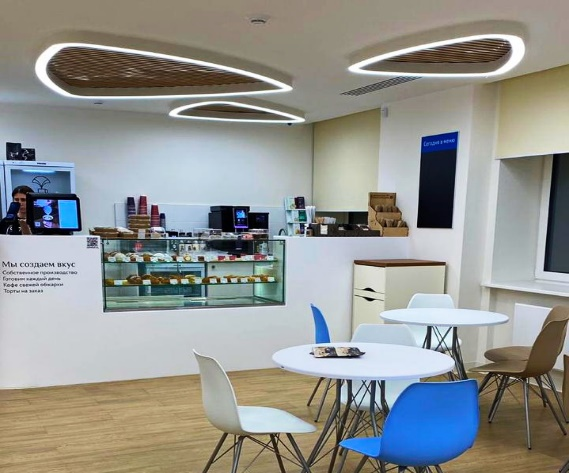 Сегодня в меню
Мы создаем вкус
Собственное производство
Готовим каждый день
Кофе свежей обжарки
Торты на заказ